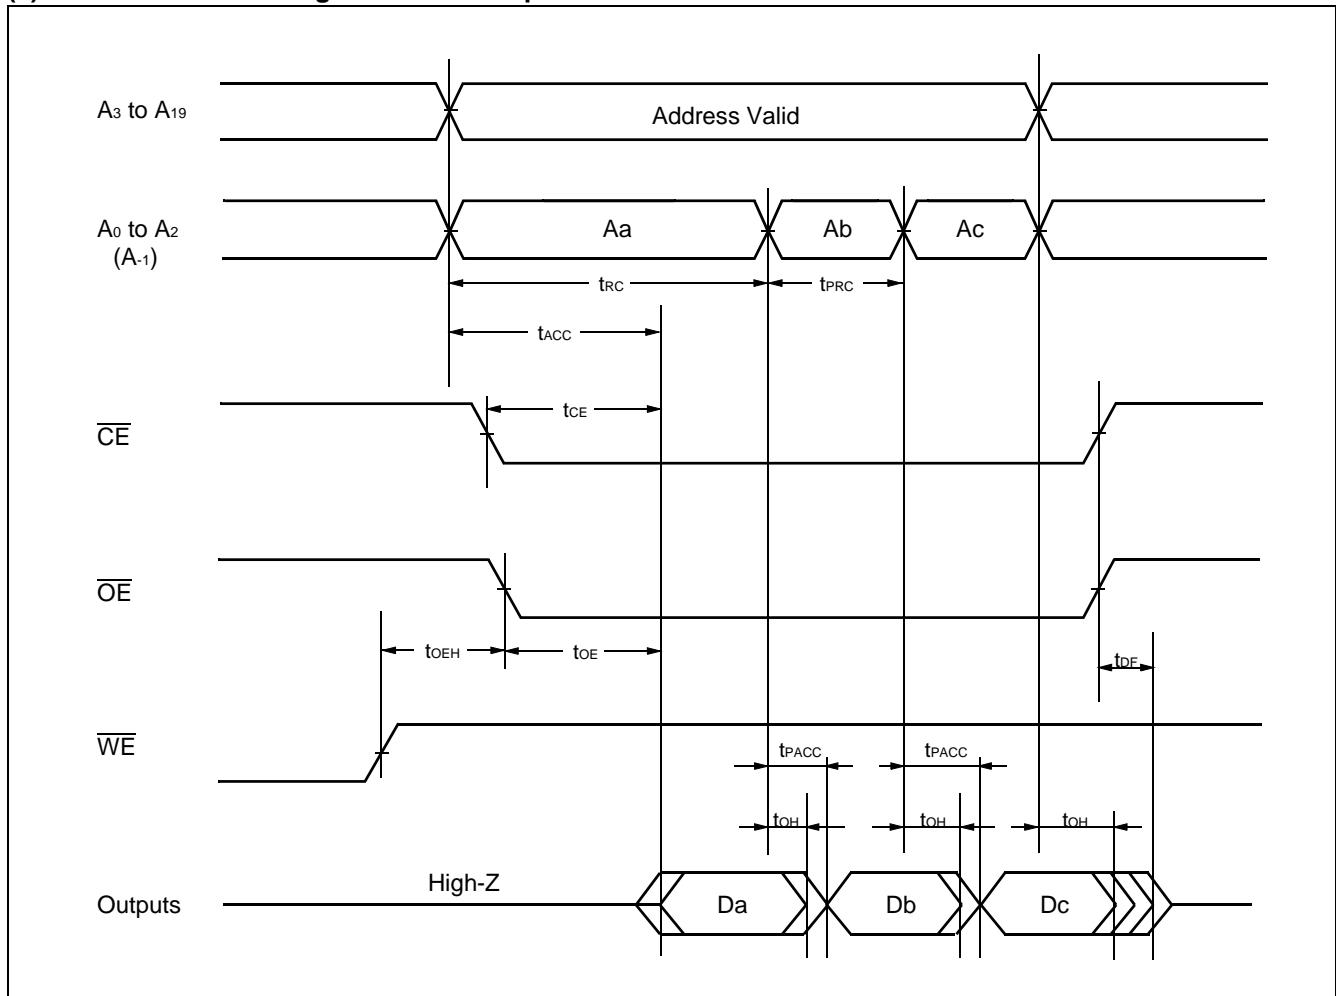 A3 to A19
Address Valid
A0 to A2
(A-1)
Aa
Ab
Ac
tRC
tPRC
tACC
CE
tCE
OE
tOEH
tOE
tDF
WE
tPACC
tPACC
tOH
tOH
tOH
High-Z
Outputs
Da
Db
Dc